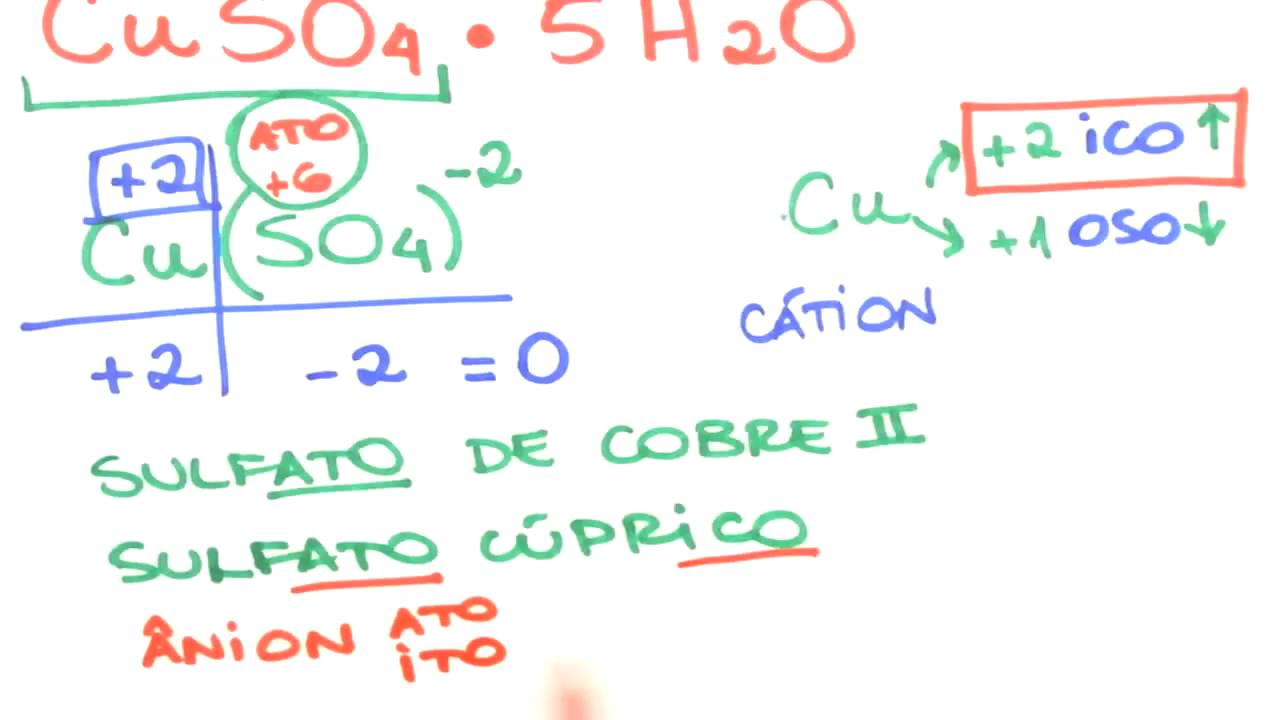 CuSO4 • 5H2O
ATO
+6
+2
Cu(SO4)-2
+2 -2 = 0
Cu
+2 ico ↑
+1 oso ↓
CÁTiON
SULFATO DE COBRE II
SULFATO CÚPRiCO
ÂNiON ATO
iTO